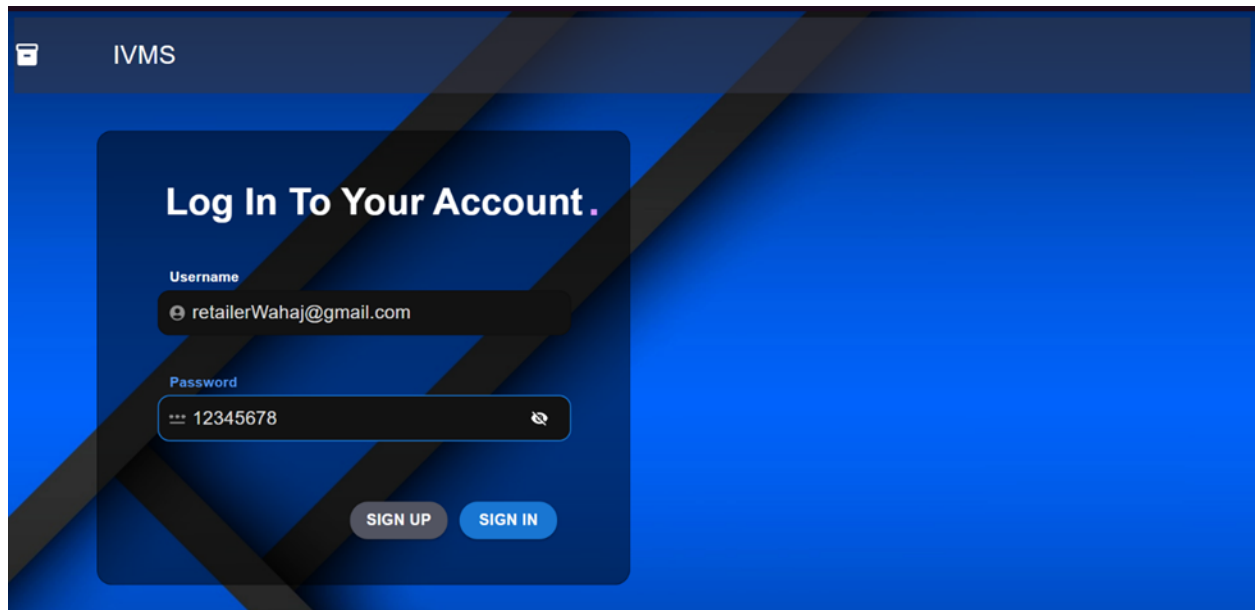 IVMS
Log In To Your Account.
Username
retailerWahaj@gmail.com
Password
12345678
SIGN UP SIGN IN